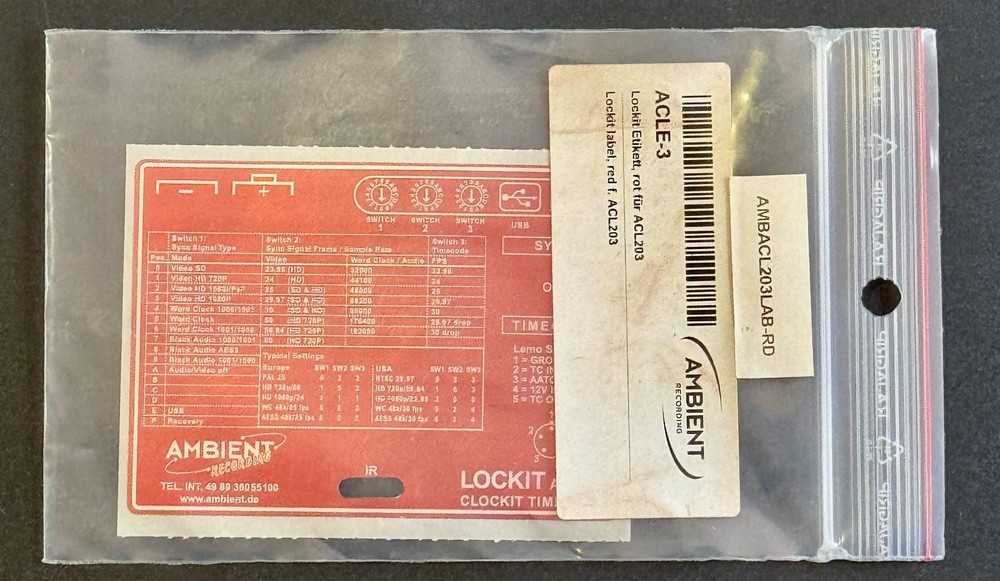 SWITCH 1
SWITCH 2
SWITCH 3
USB
Switch 1: Switch 2: Switch 3:
Sync Signal Type Sync Signal Frame / Sample Rate Timecode
Pos. Mode Video Word Clock / Audio FPS
0 Video SD 23.98 (HD) 32000 23.98
1 Video HD 720P 24 (HD) 44100 24
2 Video HD 1080I/PsF 25 (SD & HD) 48000 25
3 Video HD 1080P 29.97 (SD & HD) 88200 29.97
4 Word Clock 1000/1001 30 (SD & HD) 96000 30
5 Word Clock 50 (HD 720P) 176400 29.97 drop
6 Word Clock 1001/1000 59.94 (HD 720P) 192000 30 drop
7 Black Audio 1000/1001 60 (HD 720P)
8 Black Audio AES3
9 Black Audio 1001/1000
A Audio/Video off
B
C
D
E USB
F Recovery
Typical Settings
Europe SW1 SW2 SW3 USA SW1 SW2 SW3
PAL 25 0 2 2 NTSC 29.97 0 3 3
HD 720p/50 1 5 2 HD 720p/59.94 1 6 3
HD 1080p/24 3 1 1 HD 1080p/23.98 3 0 0
WC 48k/25 fps 5 2 2 WC 48k/30 fps 5 2 4
AES3 48k/25 fps 8 2 2 AES3 48k/30 fps 8 2 4
SY
TIME
Lemo S
1 = GRO
2 = TC IN
3 = AATO
4 = 12V
5 = TC O
AMBIENT
RECORDING
TEL. INT. 49 89 36055100
www.ambient.de
IR
LOCKIT
CLOCKIT TIM
ACLE-3
Lockit Etikett, rot für ACL203
Lockit label, red f. ACL203
AMBIENT
RECORDING
AMBACL203LAB-RD